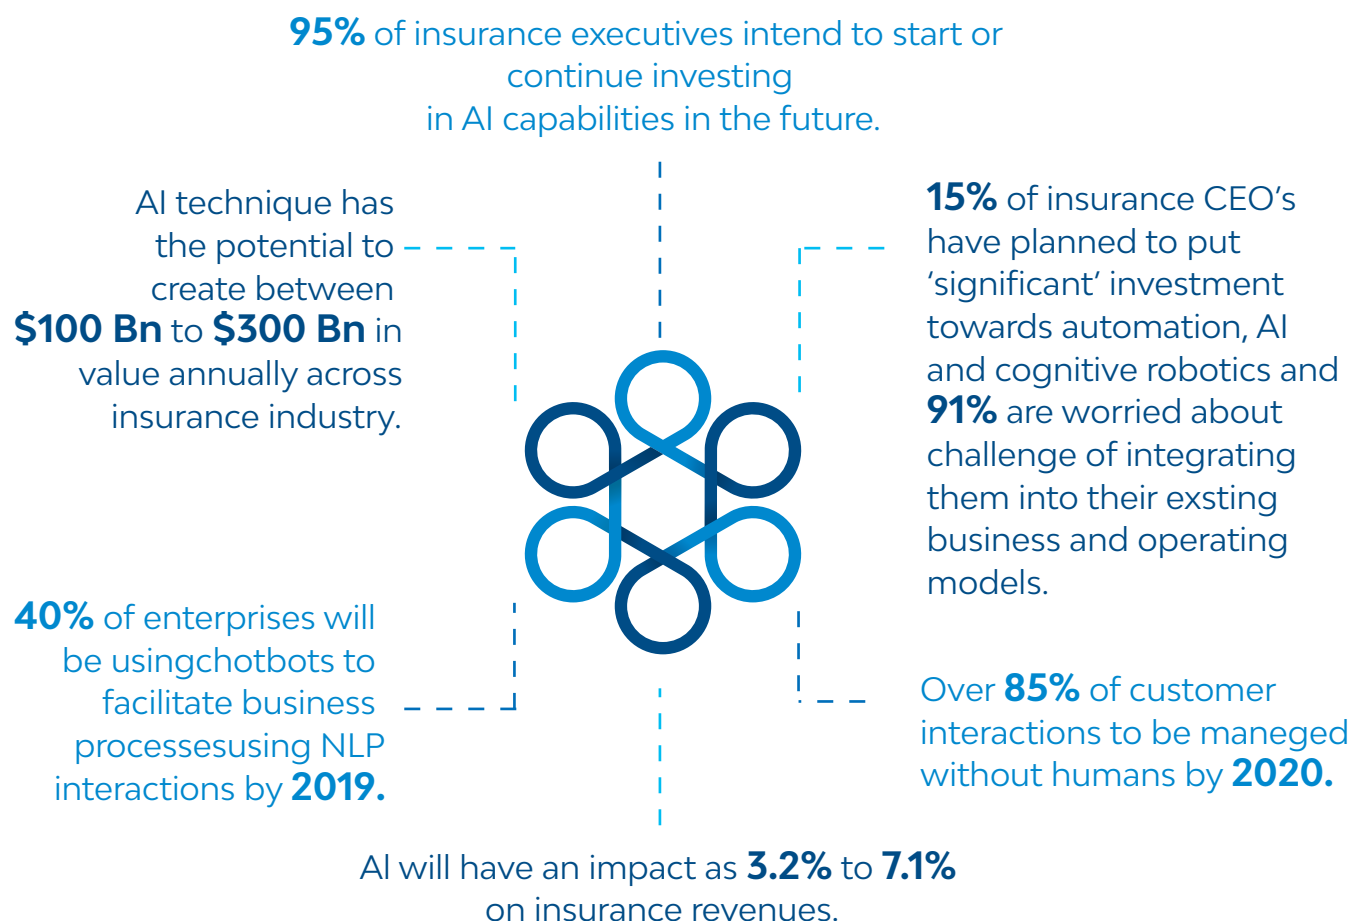 95% of insurance executives intend to start or
continue investing
in AI capabilities in the future.
AI technique has
the potential to
create between
$100 Bn to $300 Bn in
value annually across
insurance industry.
15% of insurance CEO's
have planned to put
‘significant’ investment
towards automation, AI
and cognitive robotics and
91% are worried about
challenge of integrating
them into their exsting
business and operating
models.
40% of enterprises will
be usingchotbots to
facilitate business
processesusing NLP
interactions by 2019.
Over 85% of customer
interactions to be maneged
without humans by 2020.
AI will have an impact as 3.2% to 7.1%
on insurance revenues.